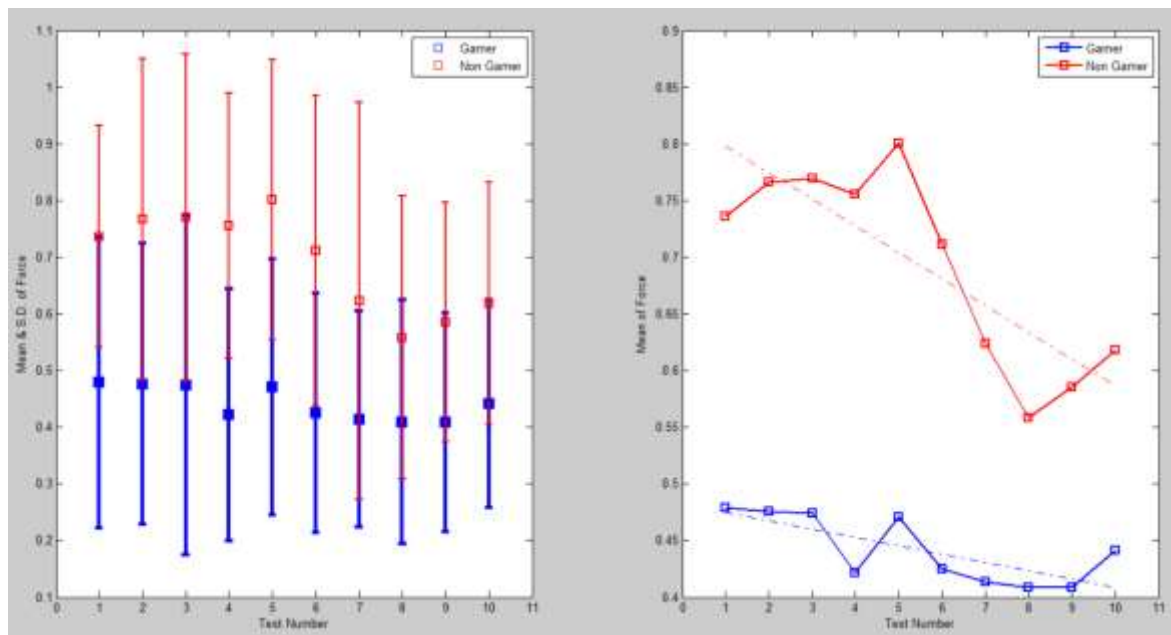 1.1
1
0.9
0.8
0.7
0.6
0.5
0.4
0.3
0.2
0.1
Mean & S.D. of Force
0 1 2 3 4 5 6 7 8 9 10 11
Test Number
Gamer
Non Gamer
0.9
0.85
0.8
0.75
0.7
0.65
0.6
0.55
0.5
0.45
0.4
Mean of Force
0 1 2 3 4 5 6 7 8 9 10 11
Test Number
Gamer
Non Gamer